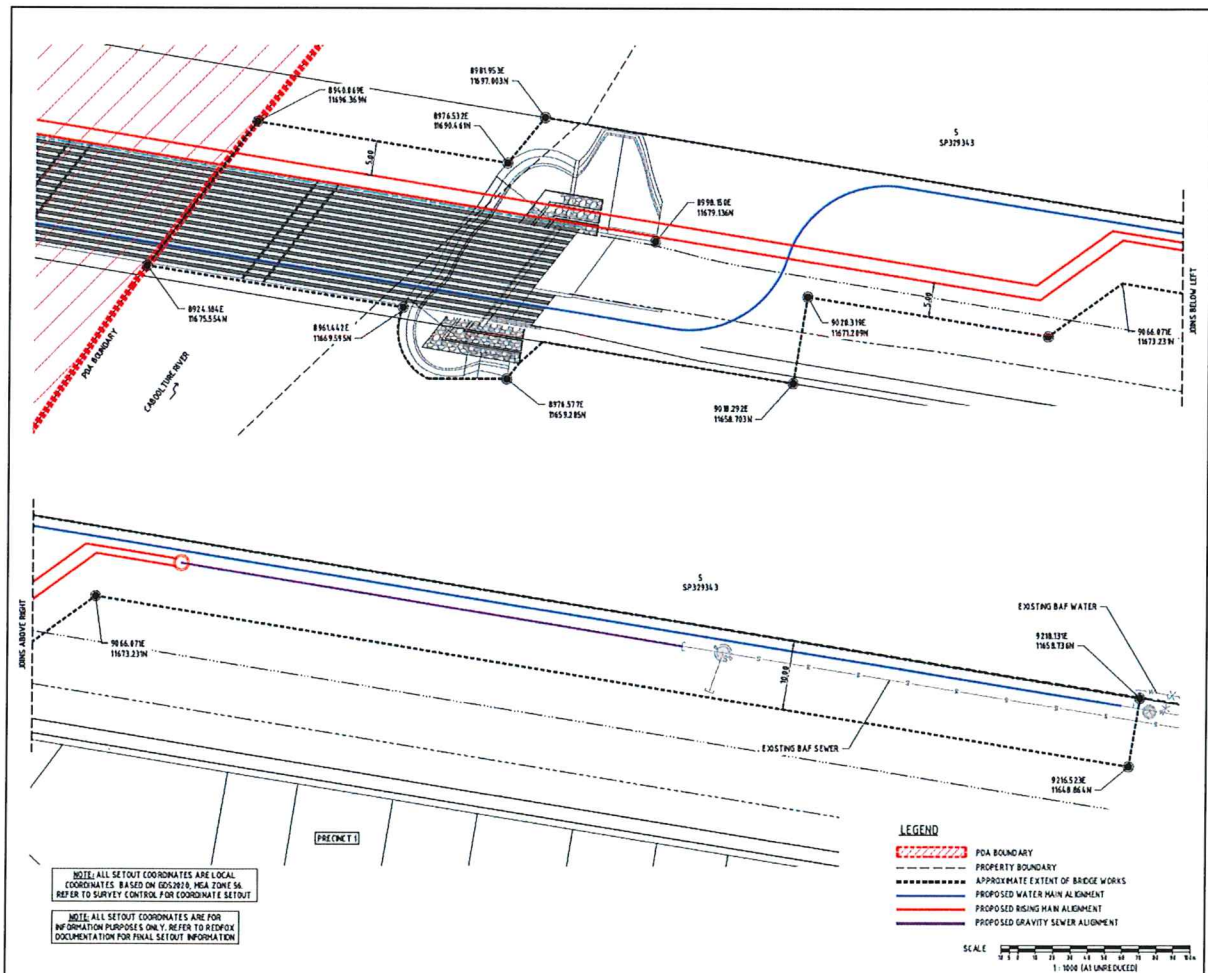 8940.869E
11696.369N
8981.953E
11697.003N
8976.532E
11690.461N
5.00
S
SP329343
8998.150E
11679.136N
8924.184E
11675.554N
PDA BOUNDARY
CABOOLTURE RIVER
8961.442E
11669.595N
8976.577E
11659.285N
5.00
9020.319E
11671.209N
9018.292E
11658.703N
9066.071E
11673.231N
JOINS BELOW LEFT
JOINS ABOVE RIGHT
9066.071E
11673.231N
S
SP329343
10.00
EXISTING BAF WATER
9218.131E
11658.736N
EXISTING BAF SEWER
9216.523E
11648.864N
PRECINCT 1
NOTE: ALL SETOUT COORDINATES ARE LOCAL
COORDINATES. BASED ON GDS2020, MGA ZONE 56.
REFER TO SURVEY CONTROL FOR COORDINATE SETOUT
NOTE: ALL SETOUT COORDINATES ARE FOR
INFORMATION PURPOSES ONLY. REFER TO REDFOX
DOCUMENTATION FOR FINAL SETOUT INFORMATION
LEGEND
PDA BOUNDARY
PROPERTY BOUNDARY
APPROXIMATE EXTENT OF BRIDGE WORKS
PROPOSED WATER MAIN ALIGNMENT
PROPOSED RISING MAIN ALIGNMENT
PROPOSED GRAVITY SEWER ALIGNMENT
SCALE
1 : 1000 (A1 UNREDUCED)